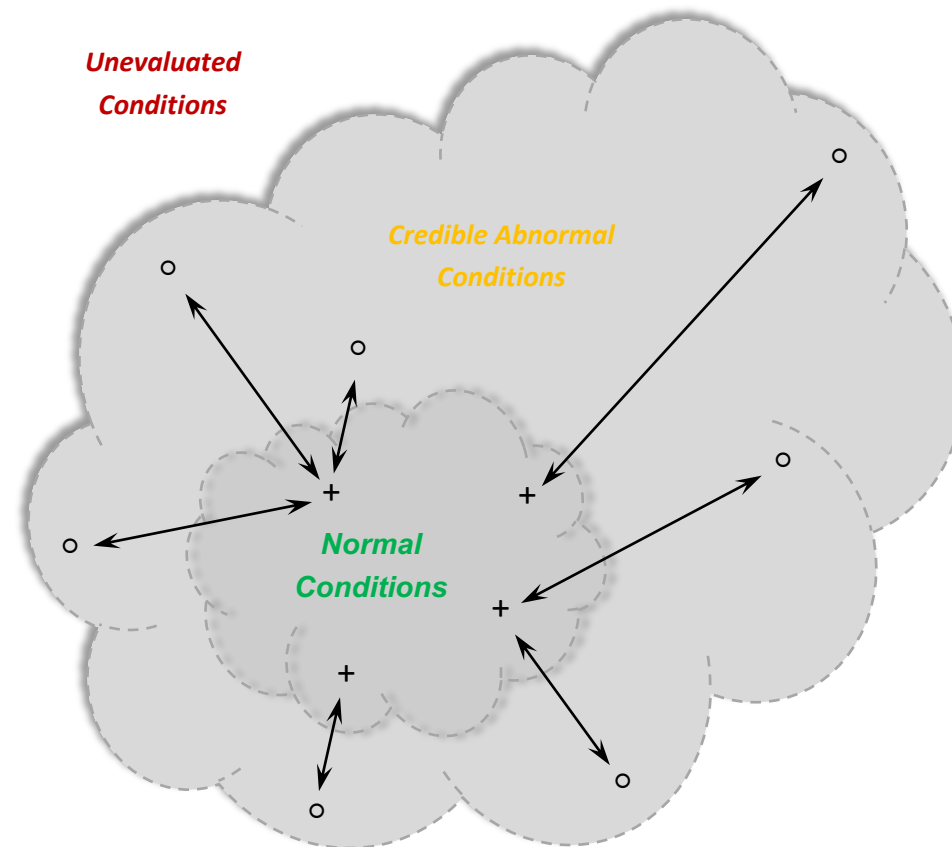 Unevaluated
Conditions
Credible Abnormal
Conditions
Normal
Conditions